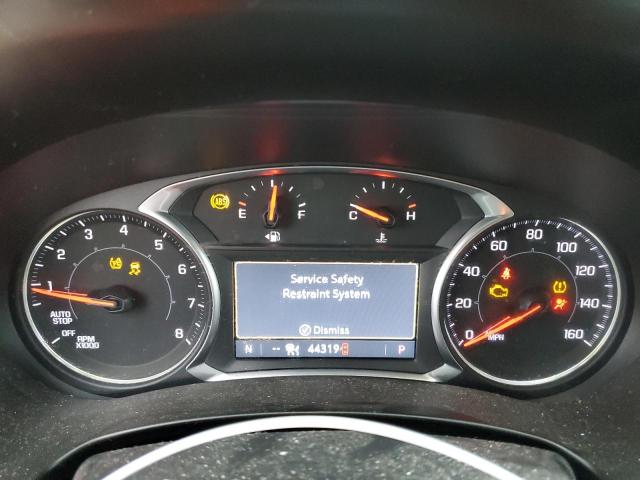 ABS
E F
C H
1 2 3 4 5 6 7 8
AUTO
STOP
OFF
RPM
X1000
Service Safety
Restraint System
Dismiss
N -- 44319 P
0 20 40 60 80 100 120 140 160
MPH